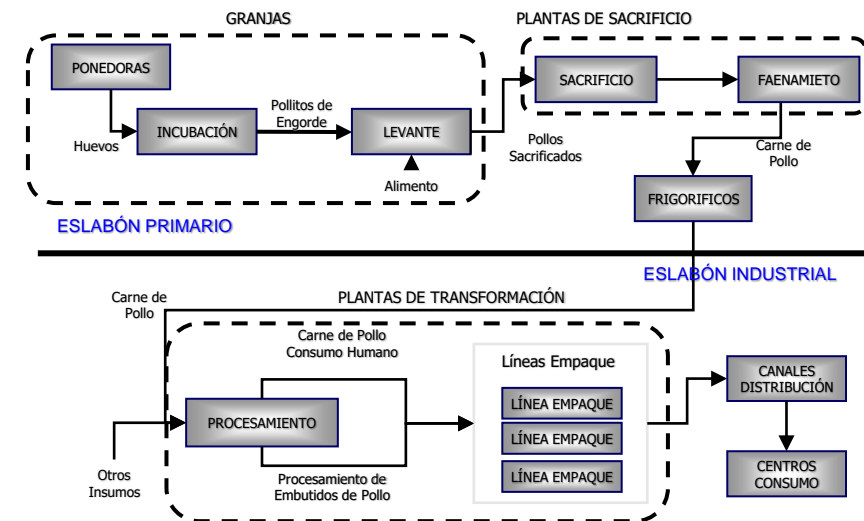 GRANJAS
PLANTAS DE SACRIFICIO
PONEDORAS
Huevos
INCUBACIÓN
Pollitos de
Engorde
LEVANTE
Alimento
Pollos
Sacrificados
SACRIFICIO
FAENAMIETO
Carne de
Pollo
FRIGORIFICOS
ESLABÓN PRIMARIO
ESLABÓN INDUSTRIAL
Carne de
Pollo
PLANTAS DE TRANSFORMACIÓN
Carne de Pollo
Consumo Humano
PROCESAMIENTO
Otros
Insumos
Procesamiento de
Embutidos de Pollo
Líneas Empaque
LÍNEA EMPAQUE
LÍNEA EMPAQUE
LÍNEA EMPAQUE
CANALES
DISTRIBUCIÓN
CENTROS
CONSUMO